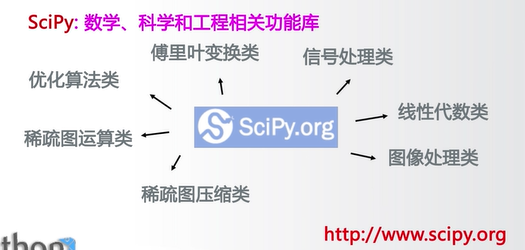 SciPy: 数学、科学和工程相关功能库
傅里叶变换类
信号处理类
优化算法类
线性代数类
SciPy.org
稀疏图运算类
图像处理类
稀疏图压缩类
thon
http://www.scipy.org